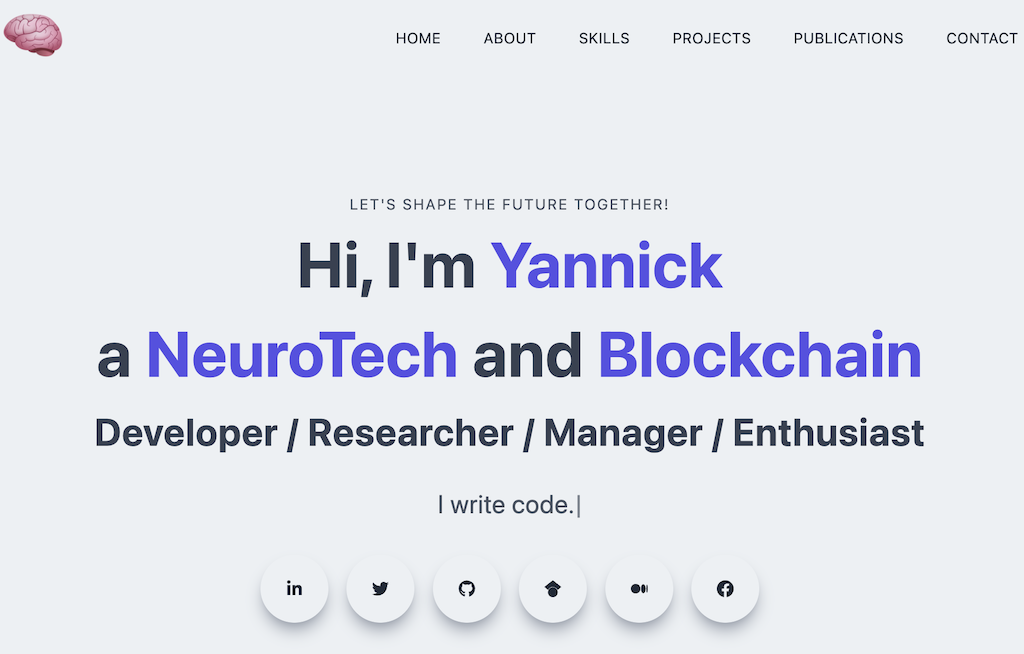 HOME ABOUT SKILLS PROJECTS PUBLICATIONS CONTACT
LET'S SHAPE THE FUTURE TOGETHER!
Hi, I'm Yannick
a NeuroTech and Blockchain
Developer / Researcher / Manager / Enthusiast
I write code.|
in